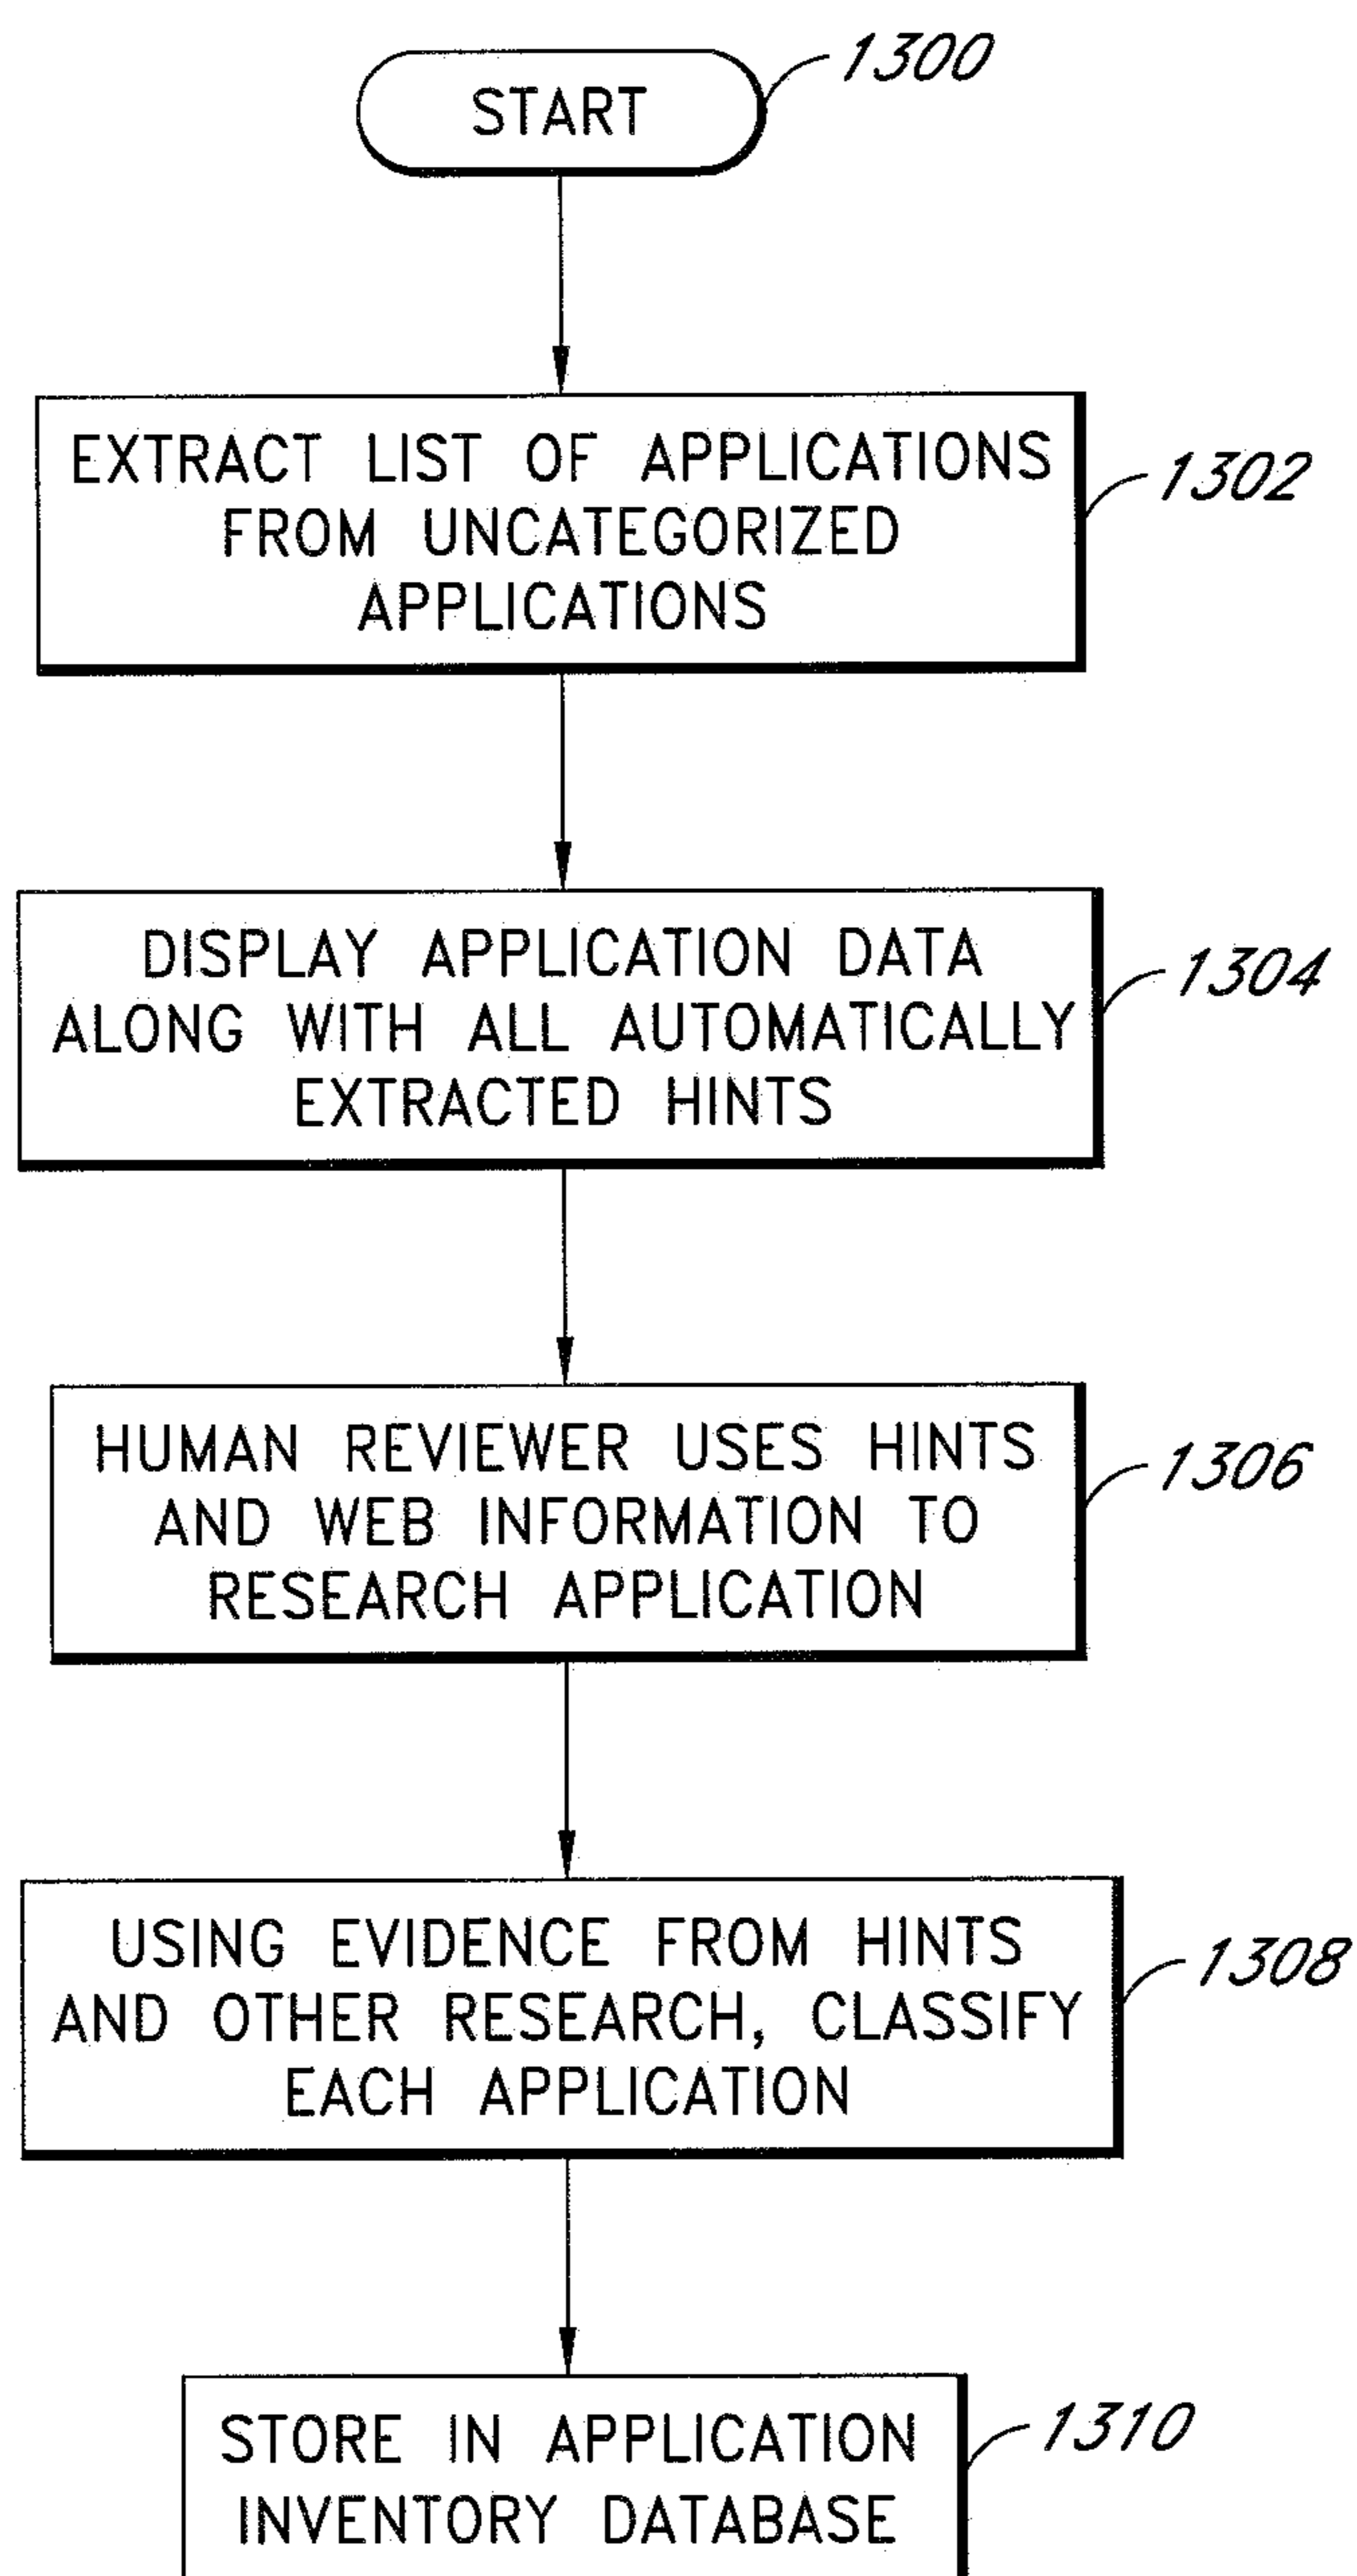 START
1300
EXTRACT LIST OF APPLICATIONS
FROM UNCATEGORIZED
APPLICATIONS
1302
DISPLAY APPLICATION DATA
ALONG WITH ALL AUTOMATICALLY
EXTRACTED HINTS
1304
HUMAN REVIEWER USES HINTS
AND WEB INFORMATION TO
RESEARCH APPLICATION
1306
USING EVIDENCE FROM HINTS
AND OTHER RESEARCH, CLASSIFY
EACH APPLICATION
1308
STORE IN APPLICATION
INVENTORY DATABASE
1310